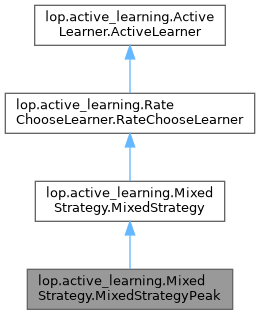 lop.active_learning.Active
Learner.ActiveLearner
lop.active_learning.Rate
ChooseLearner.RateChooseLearner
lop.active_learning.Mixed
Strategy.MixedStrategy
lop.active_learning.Mixed
Strategy.MixedStrategyPeak